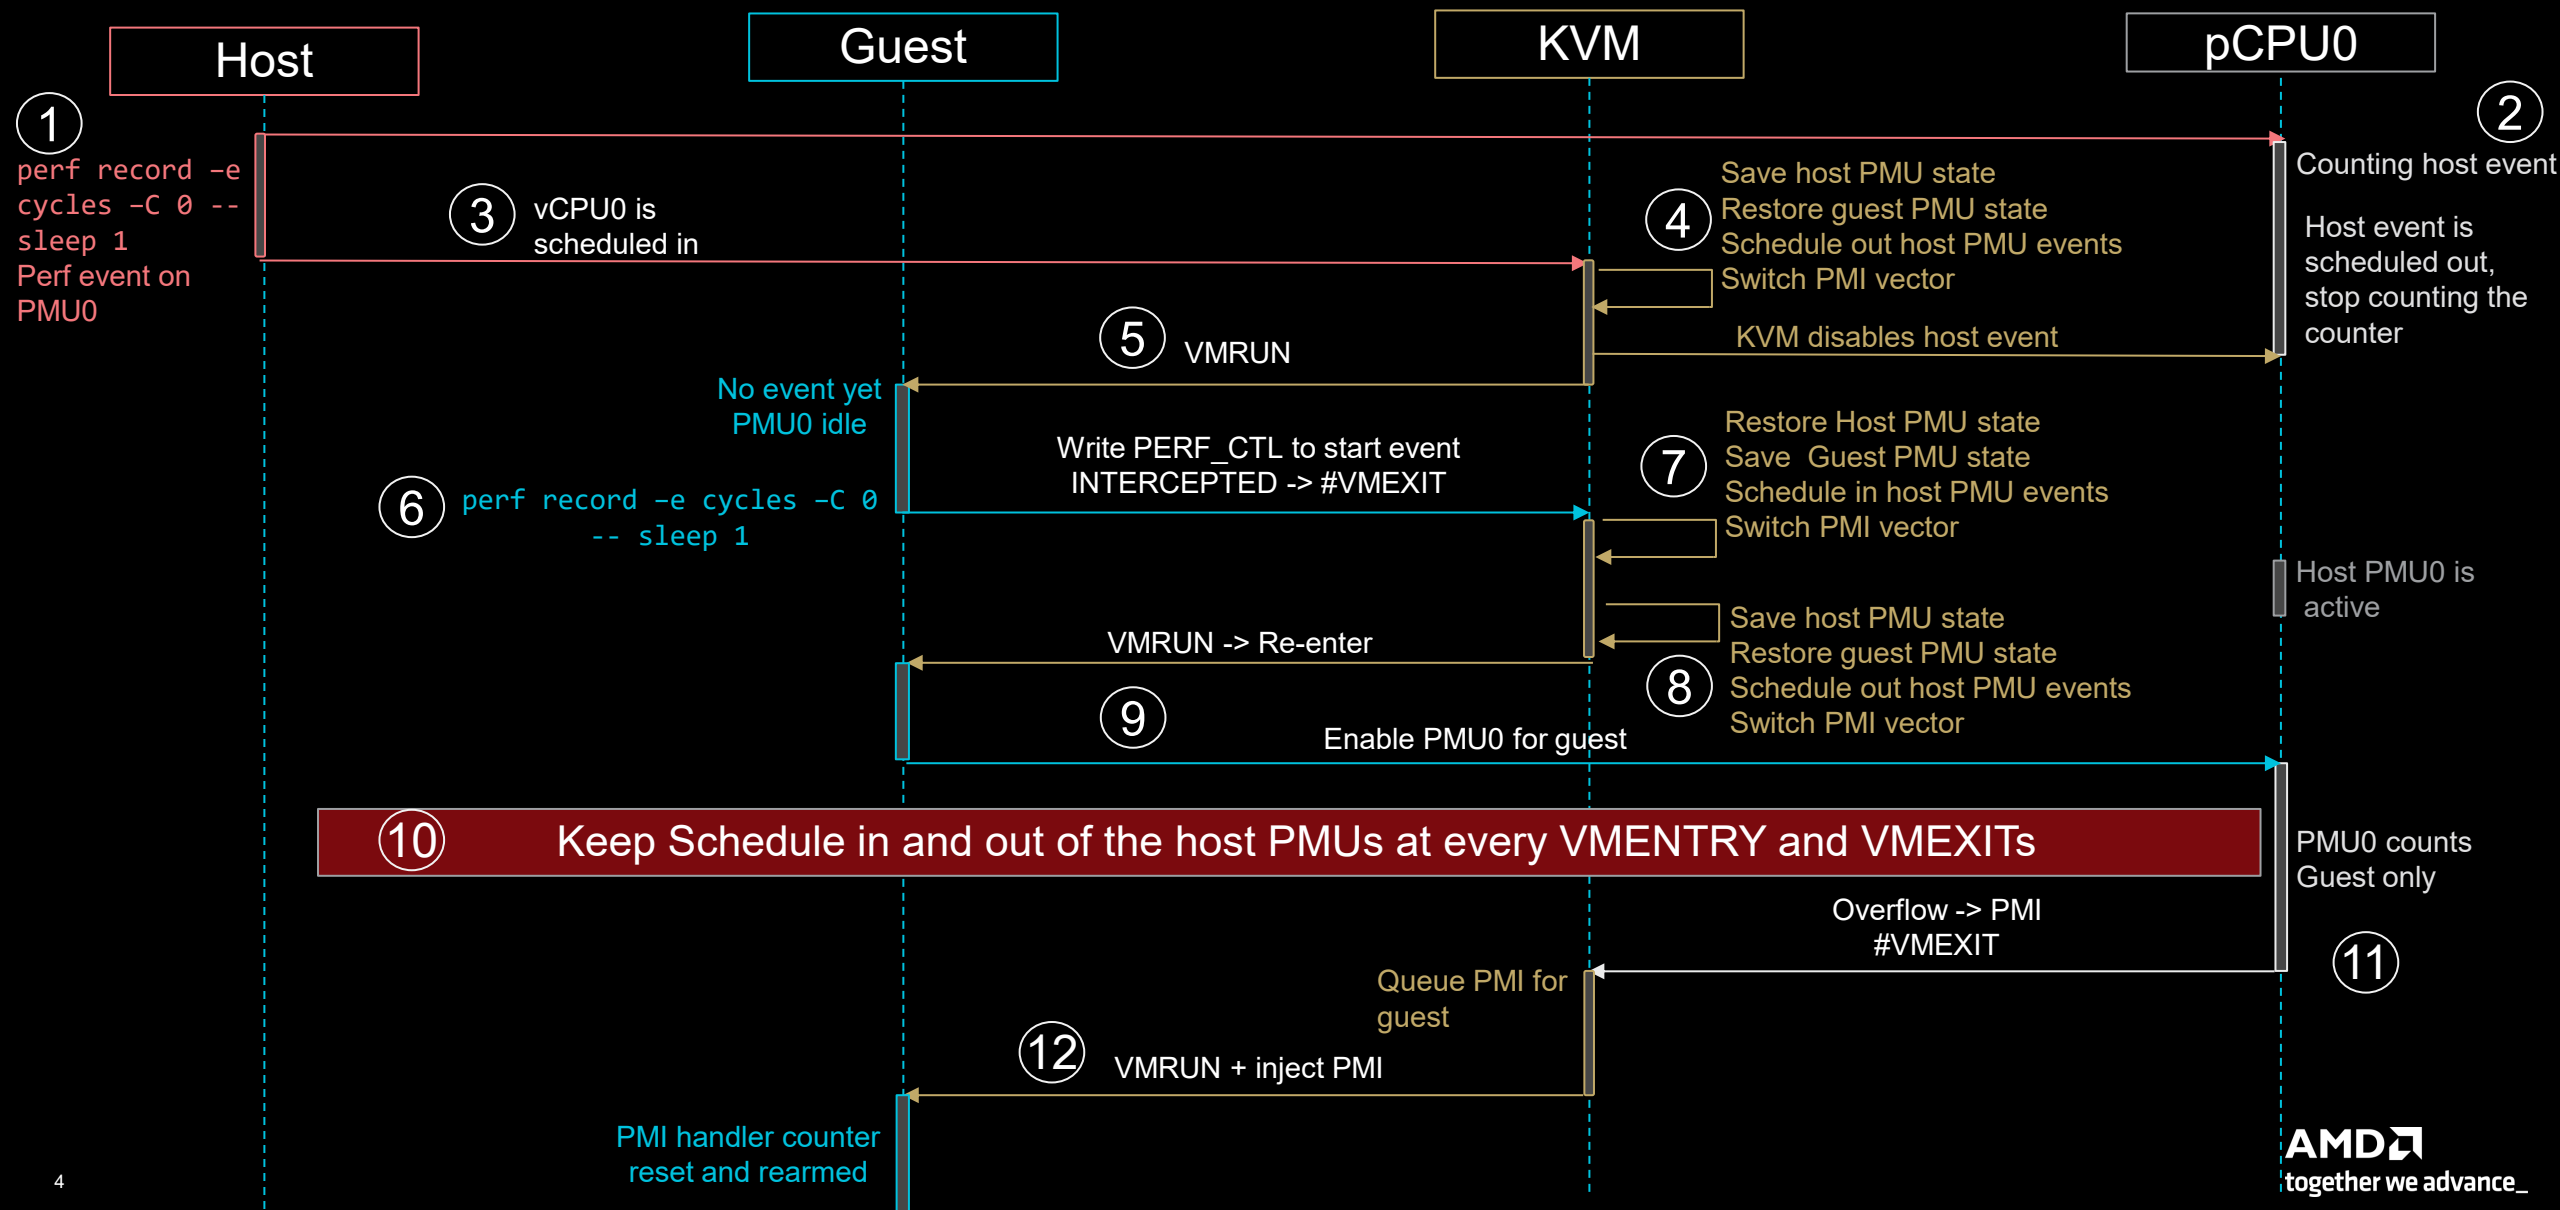 Host
Guest
KVM
pCPU0
1
perf record –e
cycles –C 0 --
sleep 1
Perf event on
PMU0
2
Counting host event
Host event is
scheduled out,
stop counting the
counter
3
vCPU0 is
scheduled in
4
Save host PMU state
Restore guest PMU state
Schedule out host PMU events
Switch PMI vector
KVM disables host event
5
VMRUN
No event yet
PMU0 idle
Write PERF_CTL to start event
INTERCEPTED -> #VMEXIT
6
perf record –e cycles –C 0
-- sleep 1
7
Restore Host PMU state
Save  Guest PMU state
Schedule in host PMU events
Switch PMI vector
Host PMU0 is
active
VMRUN -> Re-enter
8
Save host PMU state
Restore guest PMU state
Schedule out host PMU events
Switch PMI vector
9
Enable PMU0 for guest
10
Keep Schedule in and out of the host PMUs at every VMENTRY and VMEXITs
PMU0 counts
Guest only
Overflow -> PMI
#VMEXIT
11
Queue PMI for
guest
12
VMRUN + inject PMI
PMI handler counter
reset and rearmed
4
AMD
together we advance_